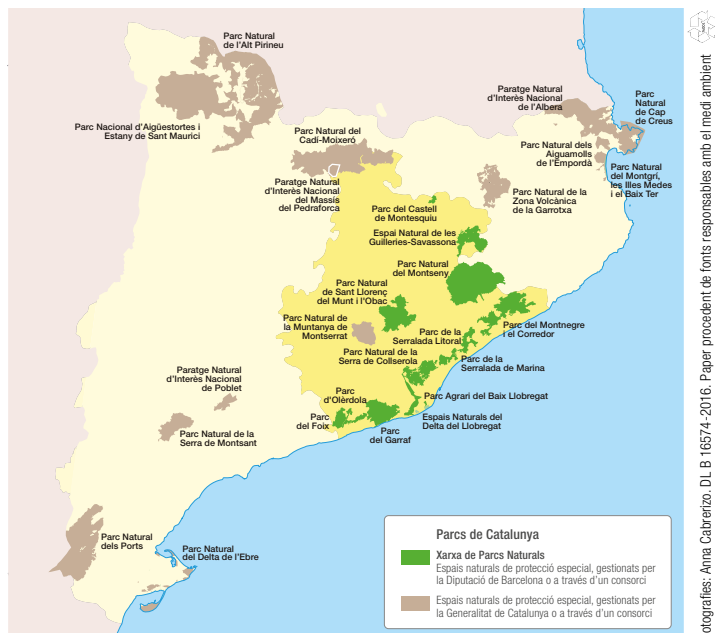 Parc Natural
de l'Alt Pirineu
Parc Nacional d'Aigüestortes i
Estany de Sant Maurici
Parc Natural del
Cadí-Moixeró
Paratge Natural
d'Interès Nacional
de l'Albera
Parc
Natural
de Cap
de Creus
Parc Natural dels
Aiguamolls
de l'Empordà
Parc Natural
del Montgrí,
les Illes Medes
i el Baix Ter
Paratge Natural
d'Interès Nacional
del Massís
del Pedraforca
Parc Natural de la
Zona Volcànica
de la Garrotxa
Parc del Castell
de Montesquiu
Espai Natural de les
Guilleries-Savassona
Parc Natural
del Montseny
Parc Natural
de Sant Llorenç
del Munt i l'Obac
Parc Natural de
la Muntanya de
Montserrat
Parc del Montnegre
i el Corredor
Parc de la
Serralada Litoral
Parc Natural de la
Serra de Collserola
Parc de la
Serralada de Marina
Paratge Natural
d'Interès Nacional
de Poblet
Parc
d'Olèrdola
Parc Agrari del Baix Llobregat
Parc
del Foix
Espais Naturals del
Delta del Llobregat
Parc
del Garraf
Parc Natural de la
Serra de Montsant
Parc Natural
dels Ports
Parc Natural
del Delta de l'Ebre
Parcs de Catalunya
Xarxa de Parcs Naturals
Espais naturals de protecció especial, gestionats per
la Diputació de Barcelona o a través d'un consorci
Espais naturals de protecció especial, gestionats per
la Generalitat de Catalunya o a través d'un consorci
otografies: Anna Cabrerizo. DL B 16574-2016. Paper procedent de fonts responsables amb el medi ambient